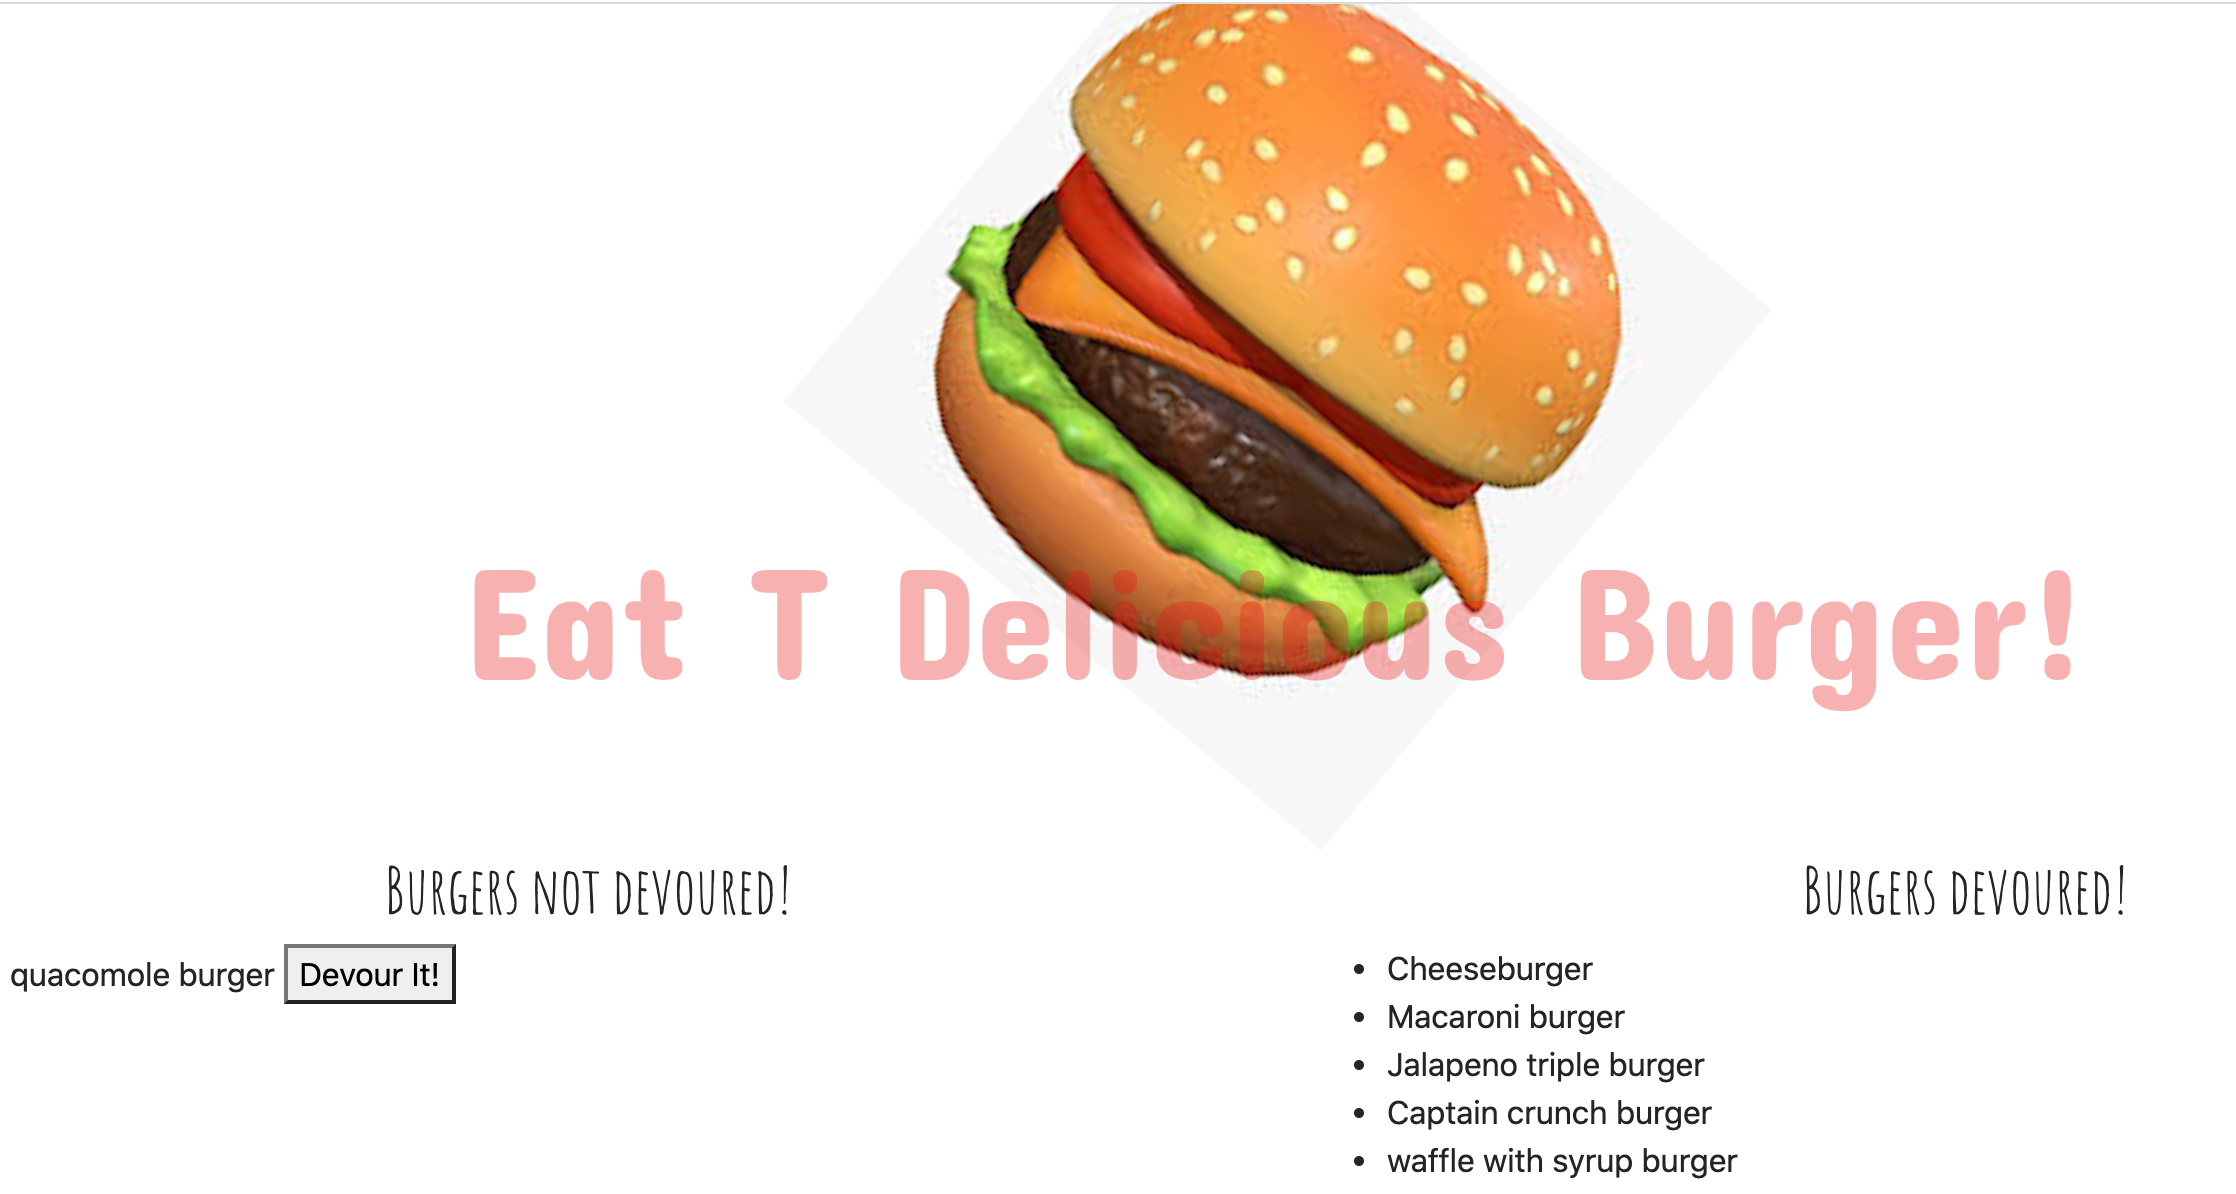 Eat T Delicious Burger!
Burgers not devoured!
quacomole burger Devour It!
Burgers devoured!
Cheeseburger
Macaroni burger
Jalapeno triple burger
Captain crunch burger
waffle with syrup burger